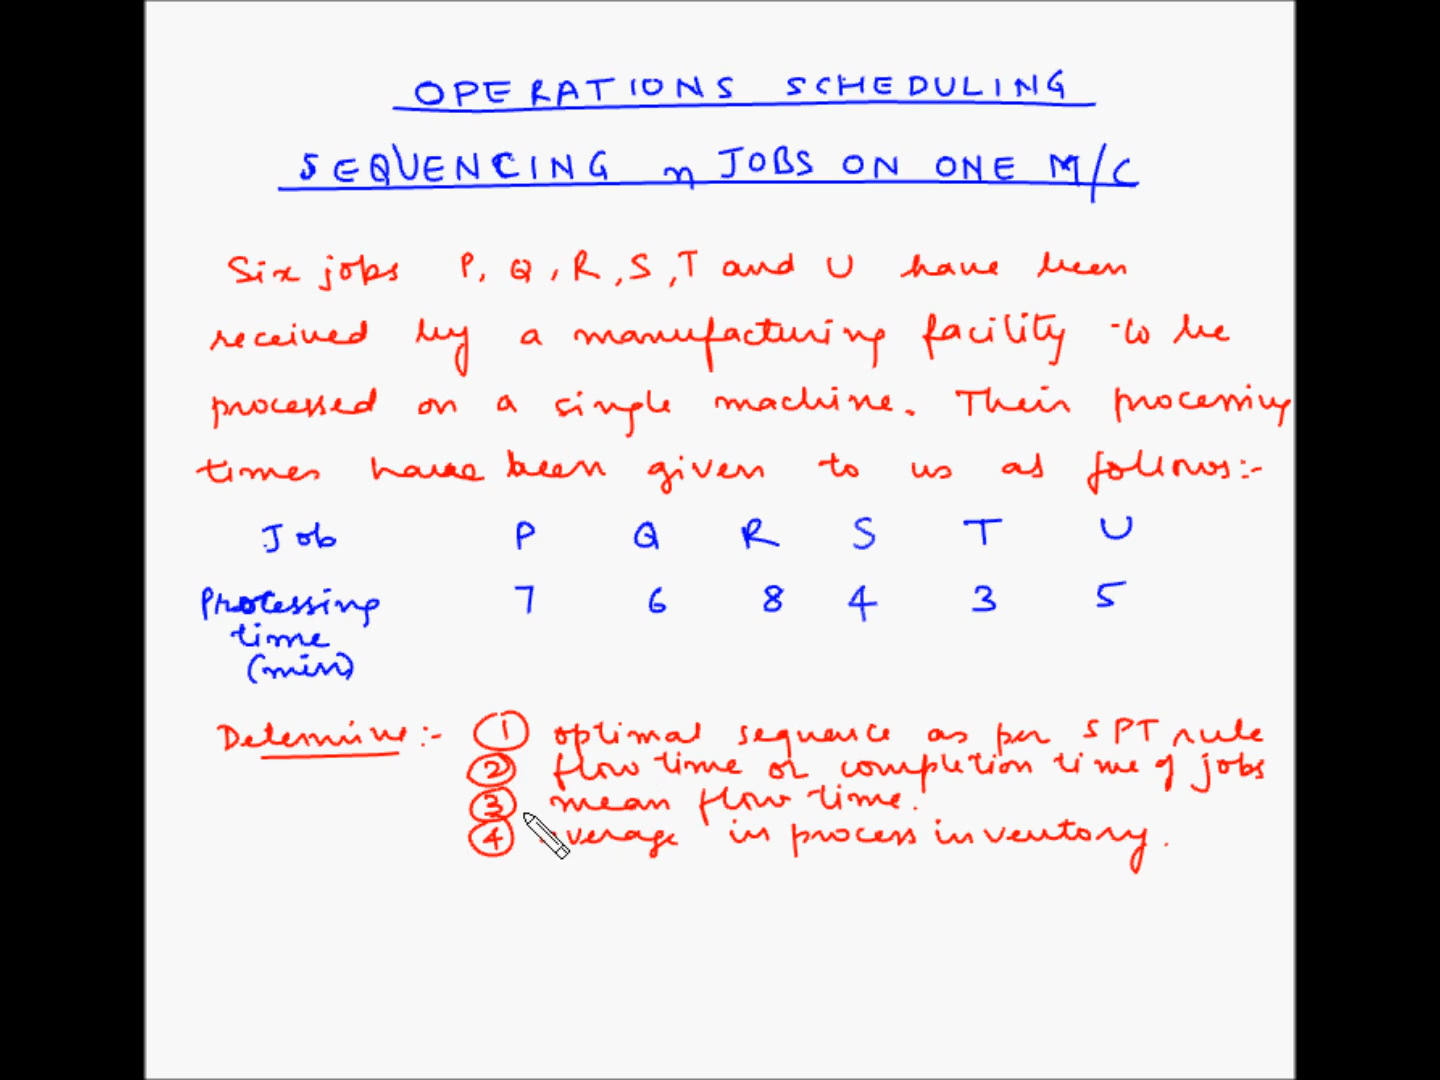 OPERATIONS SCHEDULING
SEQUENCING n JOBS ON ONE M/C
Six jobs P, Q, R, S, T and U have been
received by a manufacturing facility to be
processed on a single machine. Their processing
times have been given to us as follows:-
Job P Q R S T U
Processing 7 6 8 4 3 5
time
(min)
Determine:- 1 optimal sequence as per SPT rule
2 flow time or completion time of jobs
3 mean flow time.
4 average in process inventory.